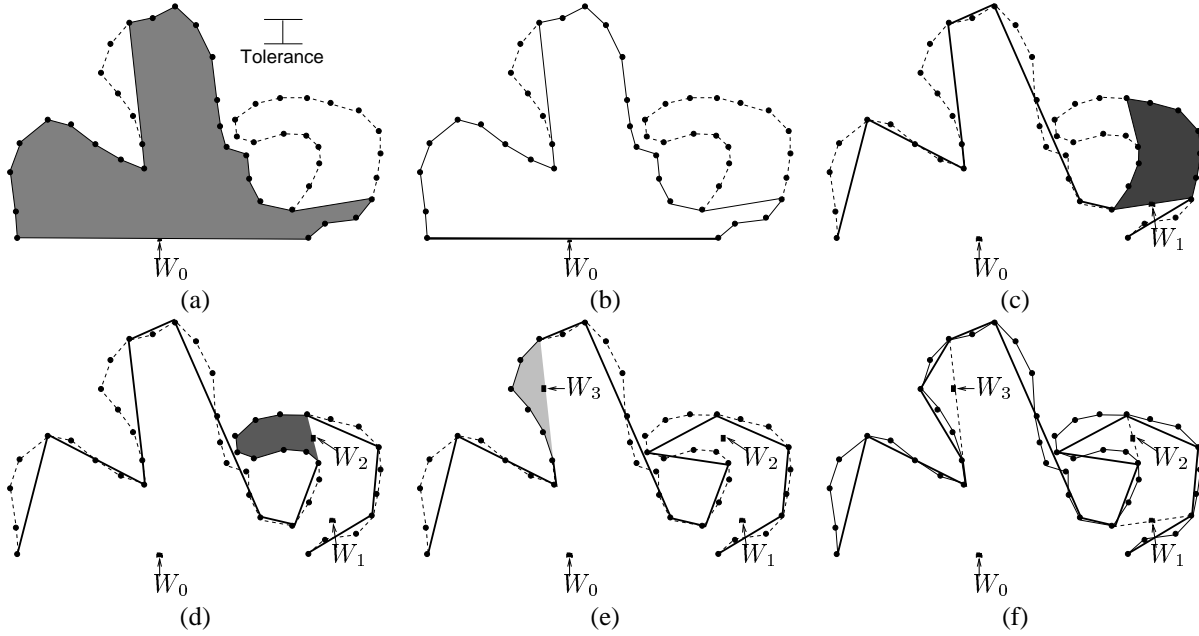 Tolerance
W₀
(a)
W₀
(b)
W₁
W₀
(c)
W₂
W₁
W₀
(d)
W₃
W₂
W₁
W₀
(e)
W₃
W₂
W₁
W₀
(f)